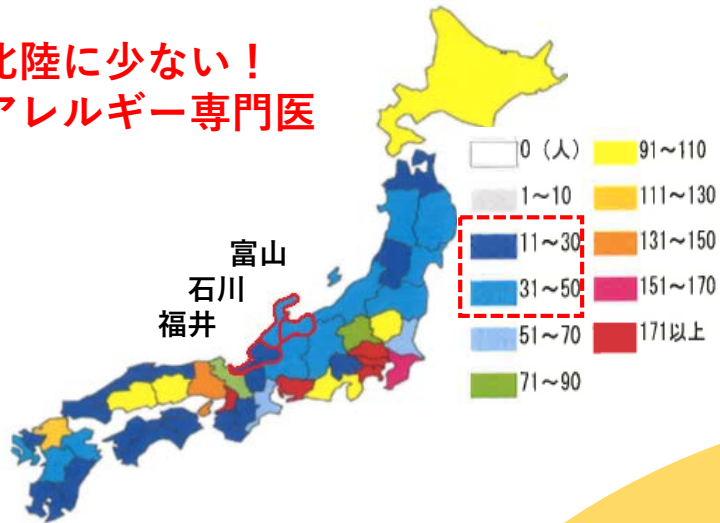 北陸に少ない！
アレルギー専門医
富山
石川
福井
0（人）
1～10
11～30
31～50
51～70
71～90
91～110
111～130
131～150
151～170
171以上